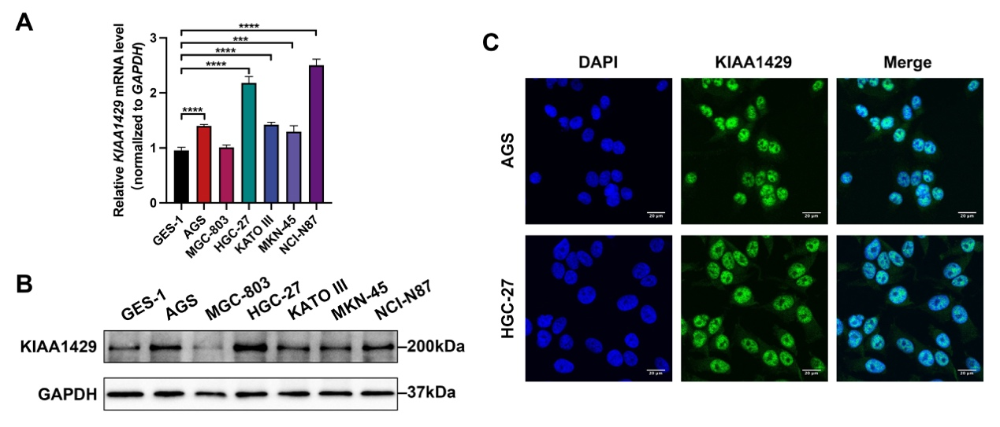 A
Relative KIAA1429 mRNA level
(normalized to GAPDH)
3
2
1
0
****
***
****
****
****
GES-1
AGS
MGC-803
HGC-27
KATO III
MKN-45
NCI-N87
B
GES-1
AGS
MGC-803
HGC-27
KATO III
MKN-45
NCI-N87
KIAA1429
200kDa
GAPDH
37kDa
C
DAPI
KIAA1429
Merge
AGS
20 μm
20 μm
20 μm
HGC-27
20 μm
20 μm
20 μm